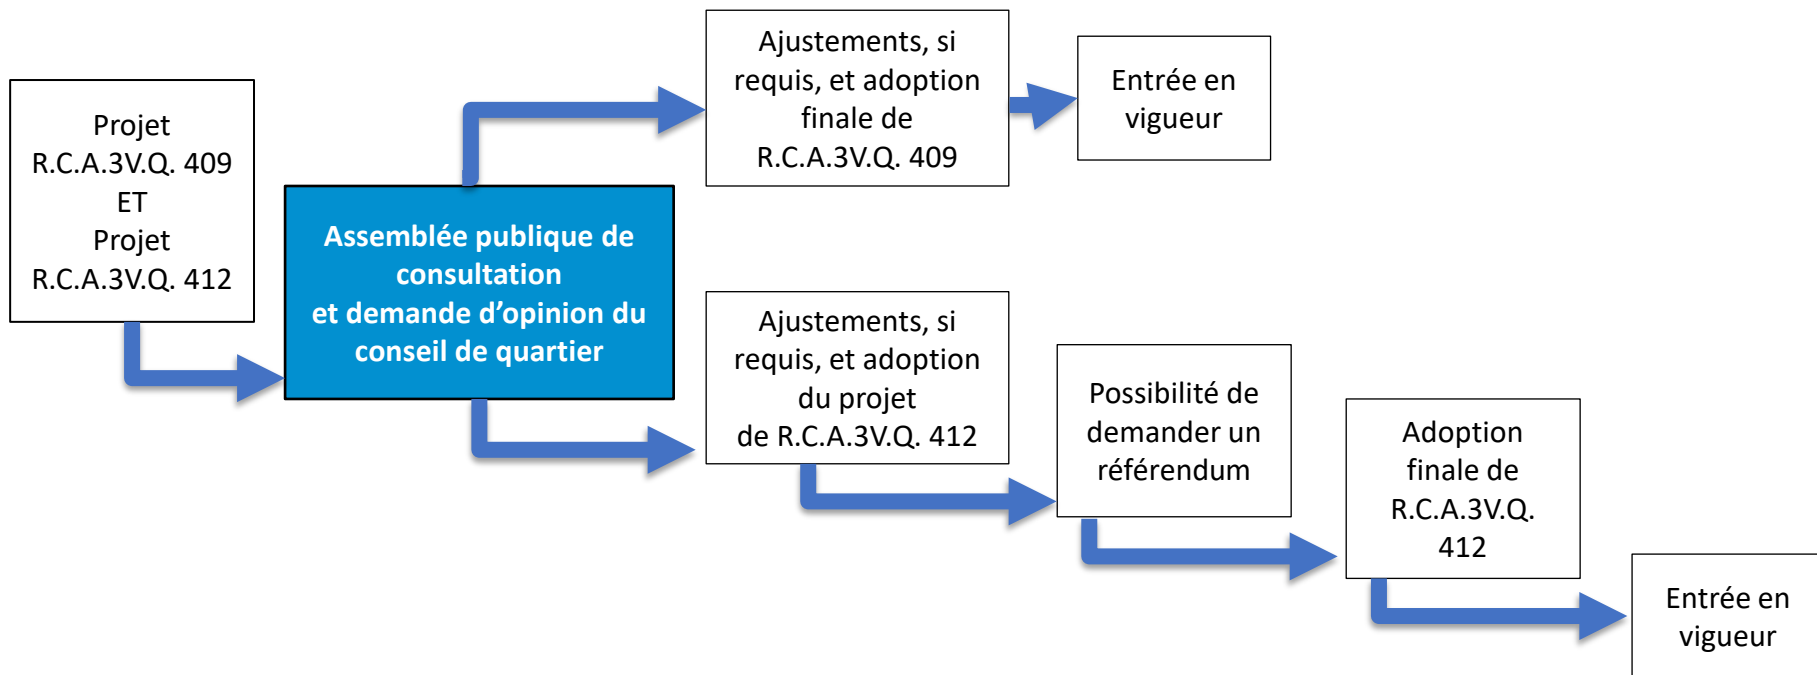 Projet
R.C.A.3V.Q. 409
ET
Projet
R.C.A.3V.Q. 412
Assemblée publique de
consultation
et demande d’opinion du
conseil de quartier
Ajustements, si
requis, et adoption
finale de
R.C.A.3V.Q. 409
Entrée en
vigueur
Ajustements, si
requis, et adoption
du projet
de R.C.A.3V.Q. 412
Possibilité de
demander un
référendum
Adoption
finale de
R.C.A.3V.Q.
412
Entrée en
vigueur